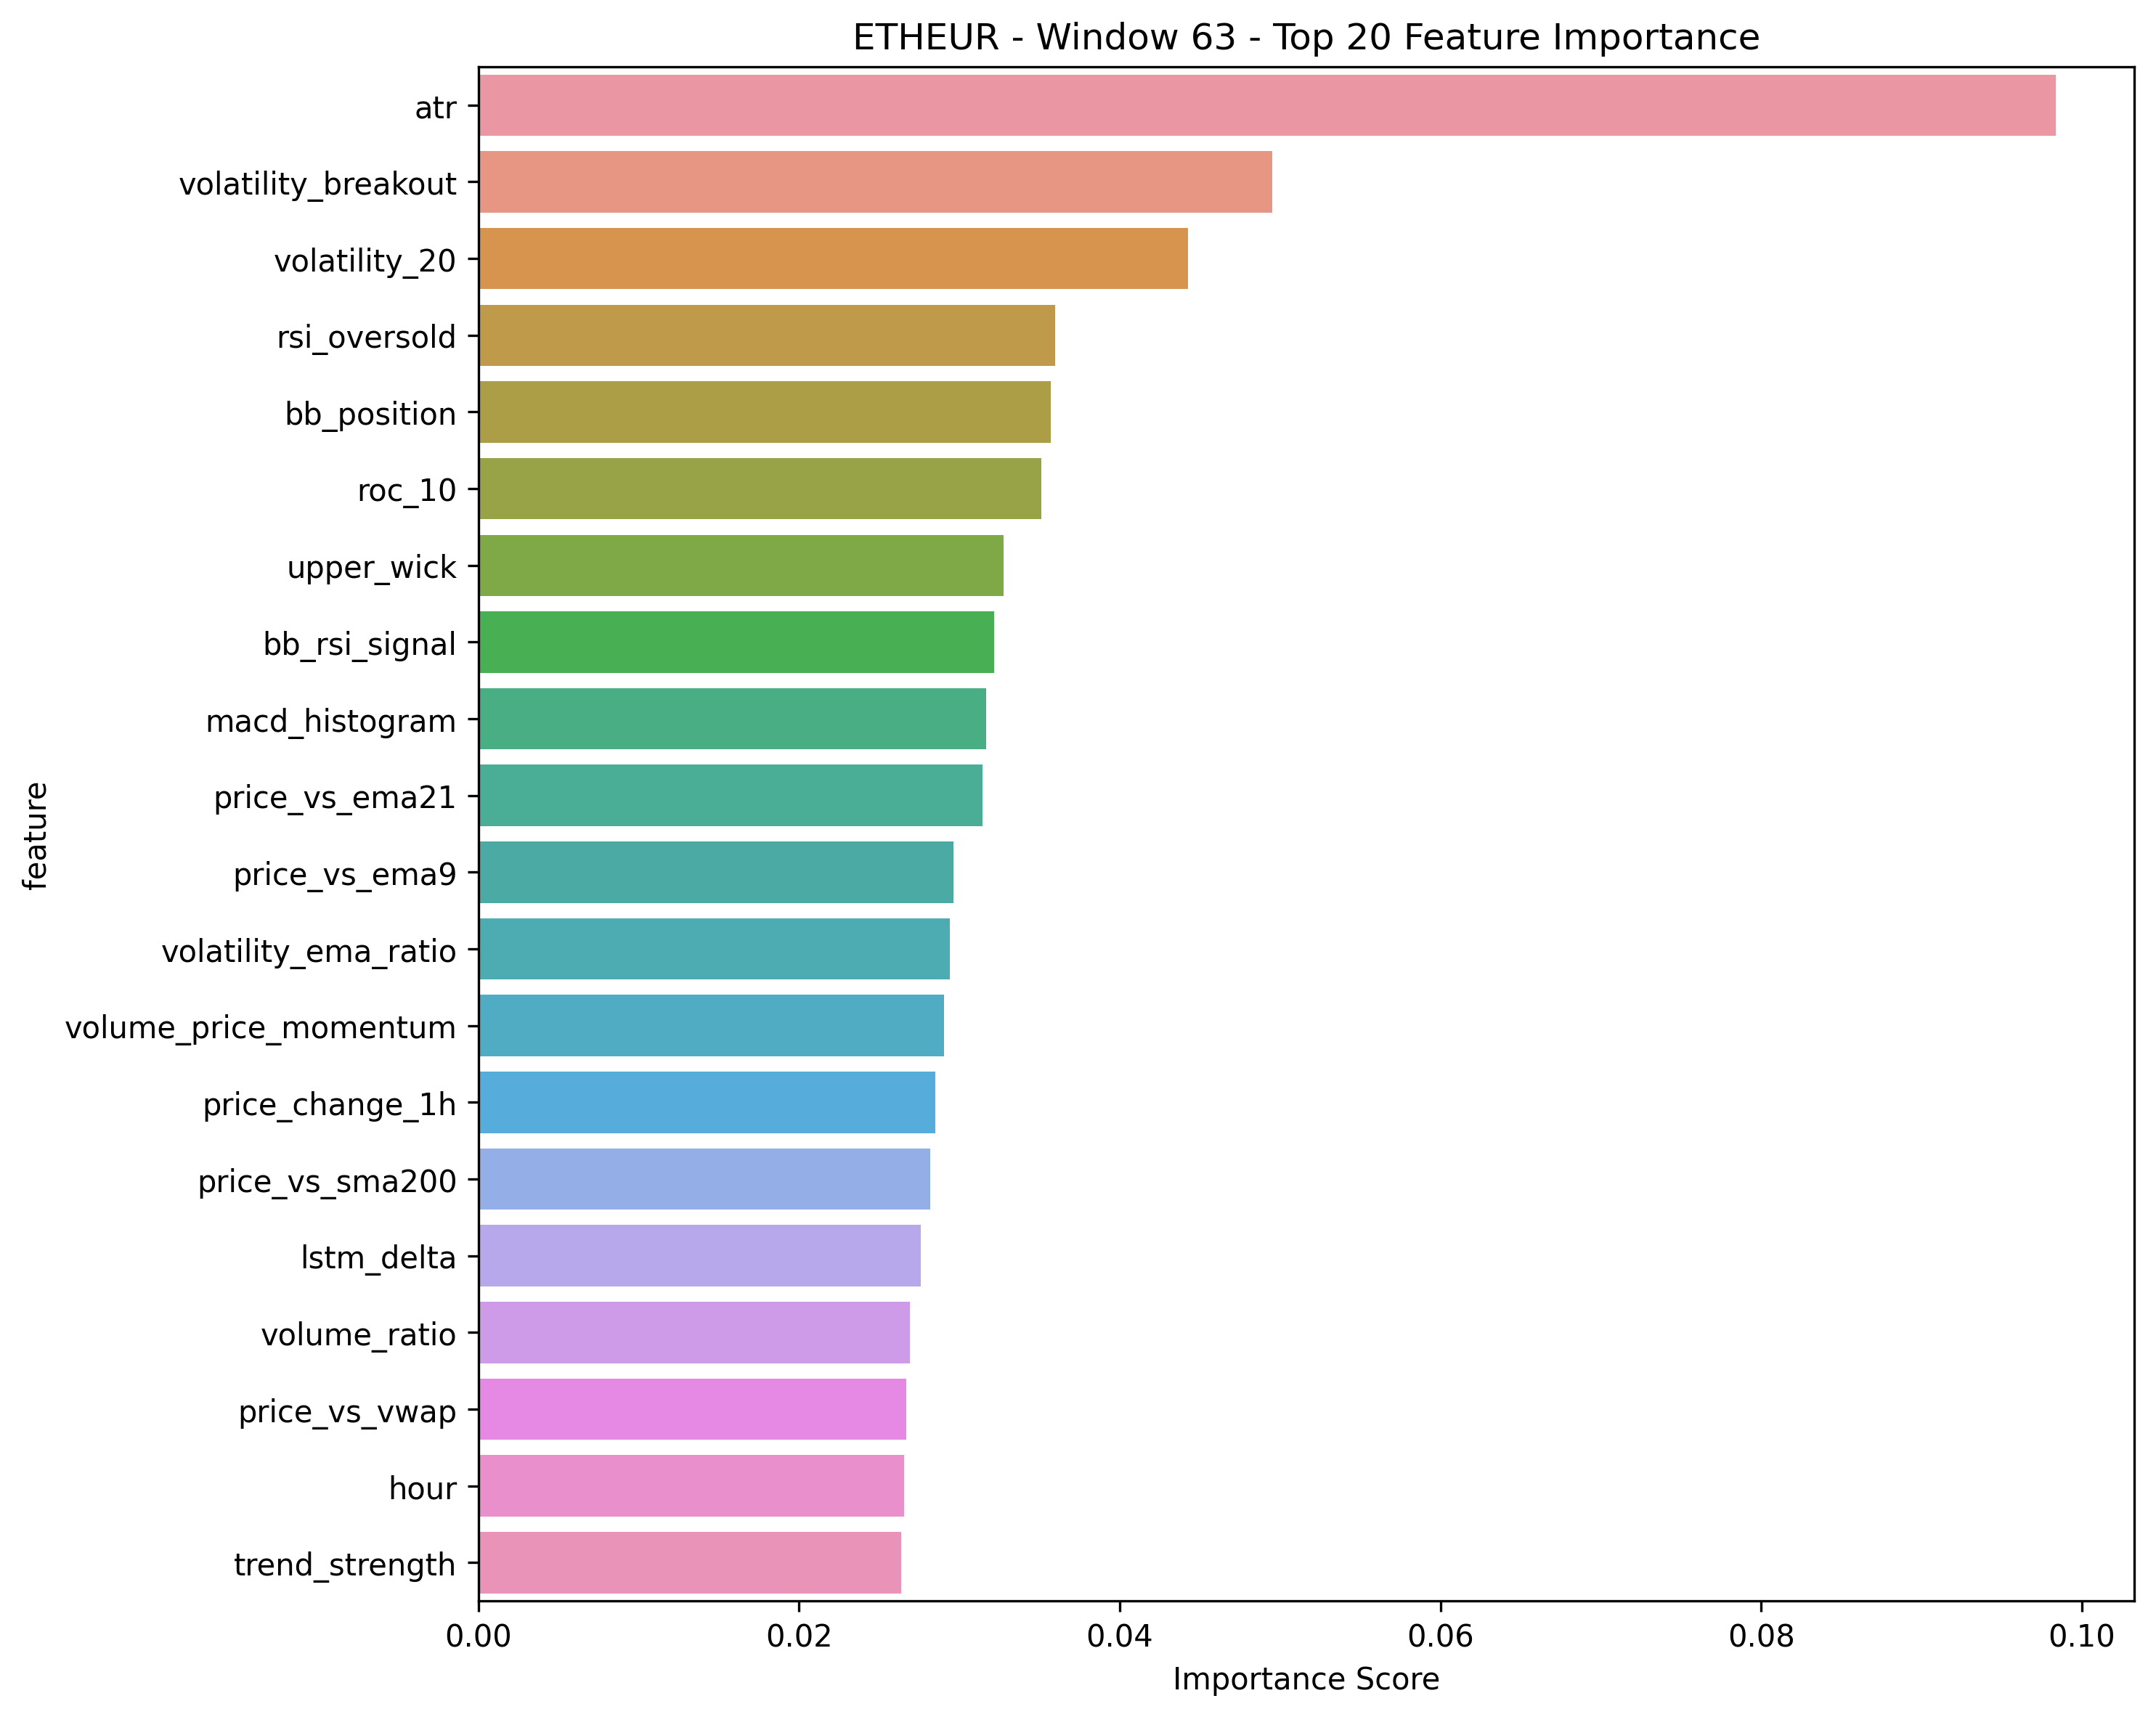 ETHEUR - Window 63 - Top 20 Feature Importance
atr
volatility_breakout
volatility_20
rsi_oversold
bb_position
roc_10
upper_wick
bb_rsi_signal
macd_histogram
price_vs_ema21
price_vs_ema9
volatility_ema_ratio
volume_price_momentum
price_change_1h
price_vs_sma200
lstm_delta
volume_ratio
price_vs_vwap
hour
trend_strength
feature
0.00 0.02 0.04 0.06 0.08 0.10
Importance Score